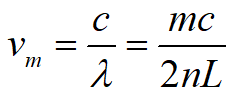 v_m = c/λ = mc/2nL